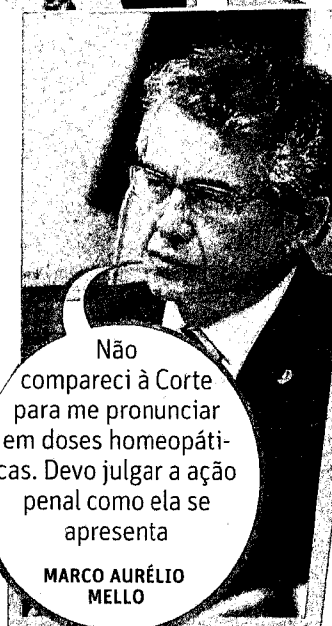 Não
compareci à Corte
para me pronunciar
em doses homeopáti-
cas. Devo julgar a ação
penal como ela se
apresenta
MARCO AURÉLIO
MELLO